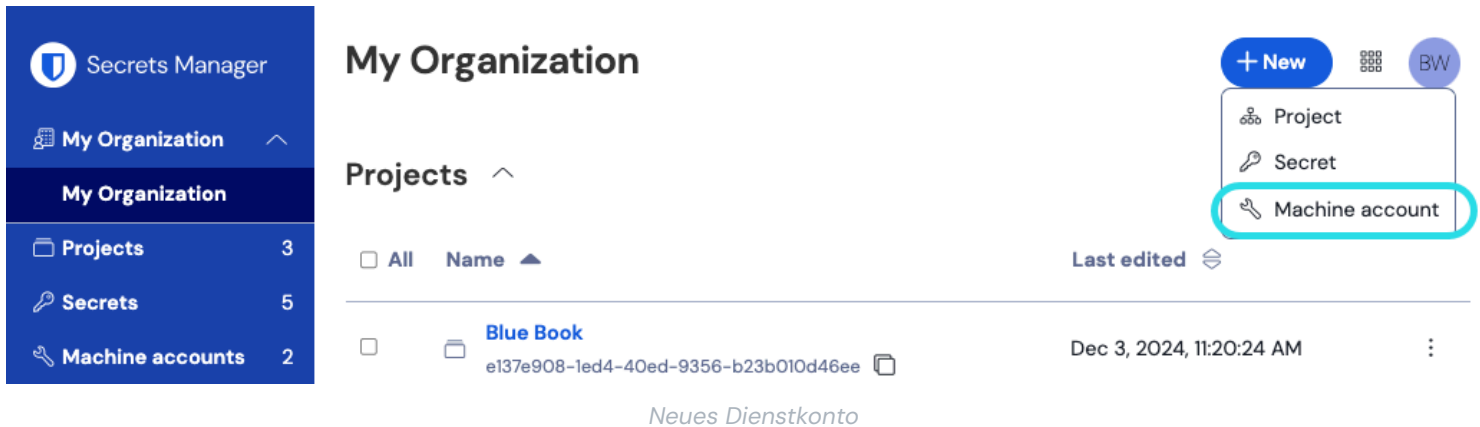 Secrets Manager
My Organization
My Organization
Projects 3
Secrets 5
Machine accounts 2
My Organization
New
BW
Project
Secret
Machine account
Projects
All Name Last edited
Blue Book
e137e908-1ed4-40ed-9356-b23b010d46ee
Dec 3, 2024, 11:20:24 AM
Neues Dienstkonto